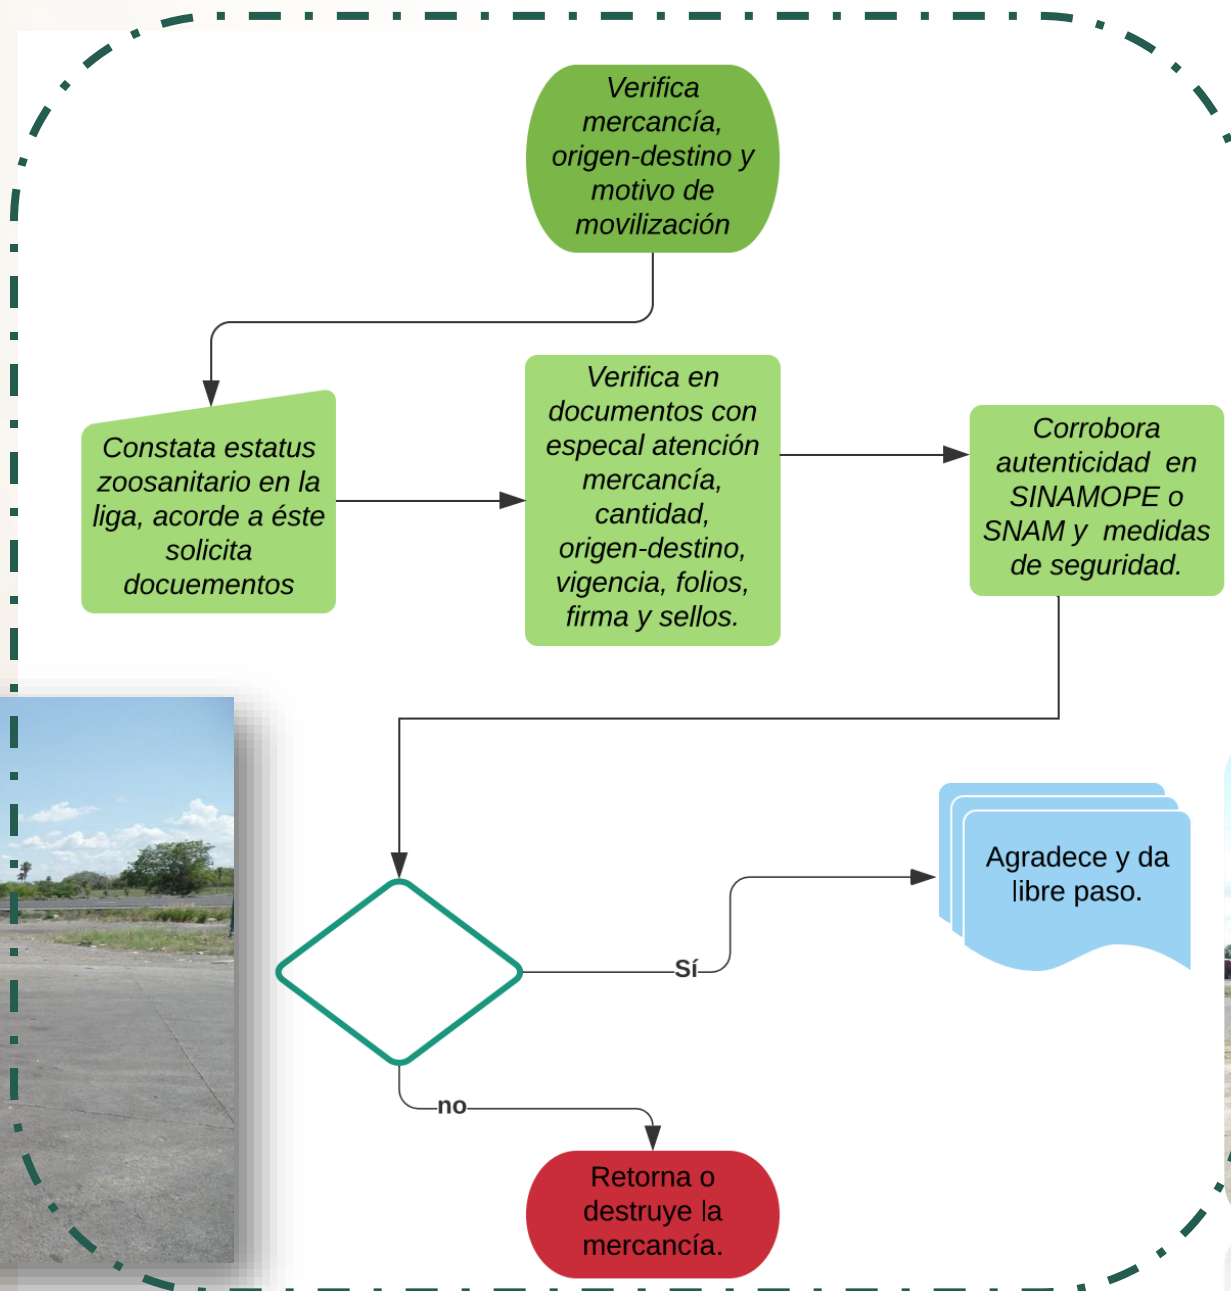 Verifica
mercancía,
origen-destino y
motivo de
movilización
Constata estatus
zoosanitario en la
liga, acorde a éste
solicita
docuementos
Verifica en
documentos con
especal atención
mercancía,
cantidad,
origen-destino,
vigencia, folios,
firma y sellos.
Corrobora
autenticidad en
SINAMOPE o
SNAM y medidas
de seguridad.
Sí
Agradece y da
libre paso.
no
Retorna o
destruye la
mercancía.